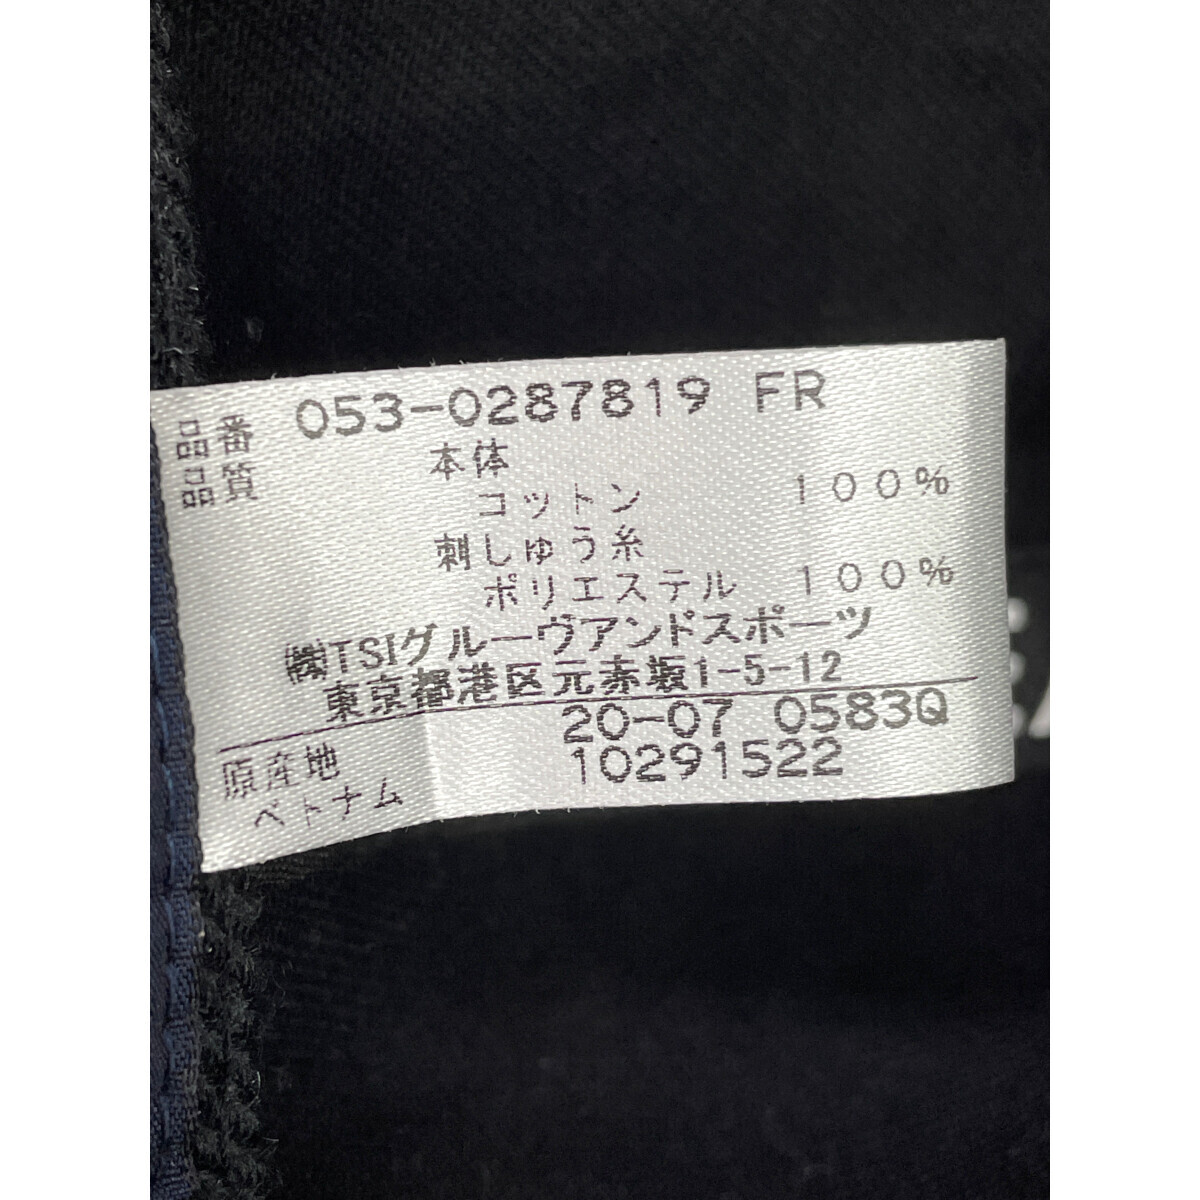 品番 053-0287819 FR
品質 本体
コットン 100%
刺しゅう糸
ポリエステル 100%
㈱TSIグルーヴアンドスポーツ
東京都港区元赤坂1-5-12
20-07 0583Q
原産地 10291522
ベトナム